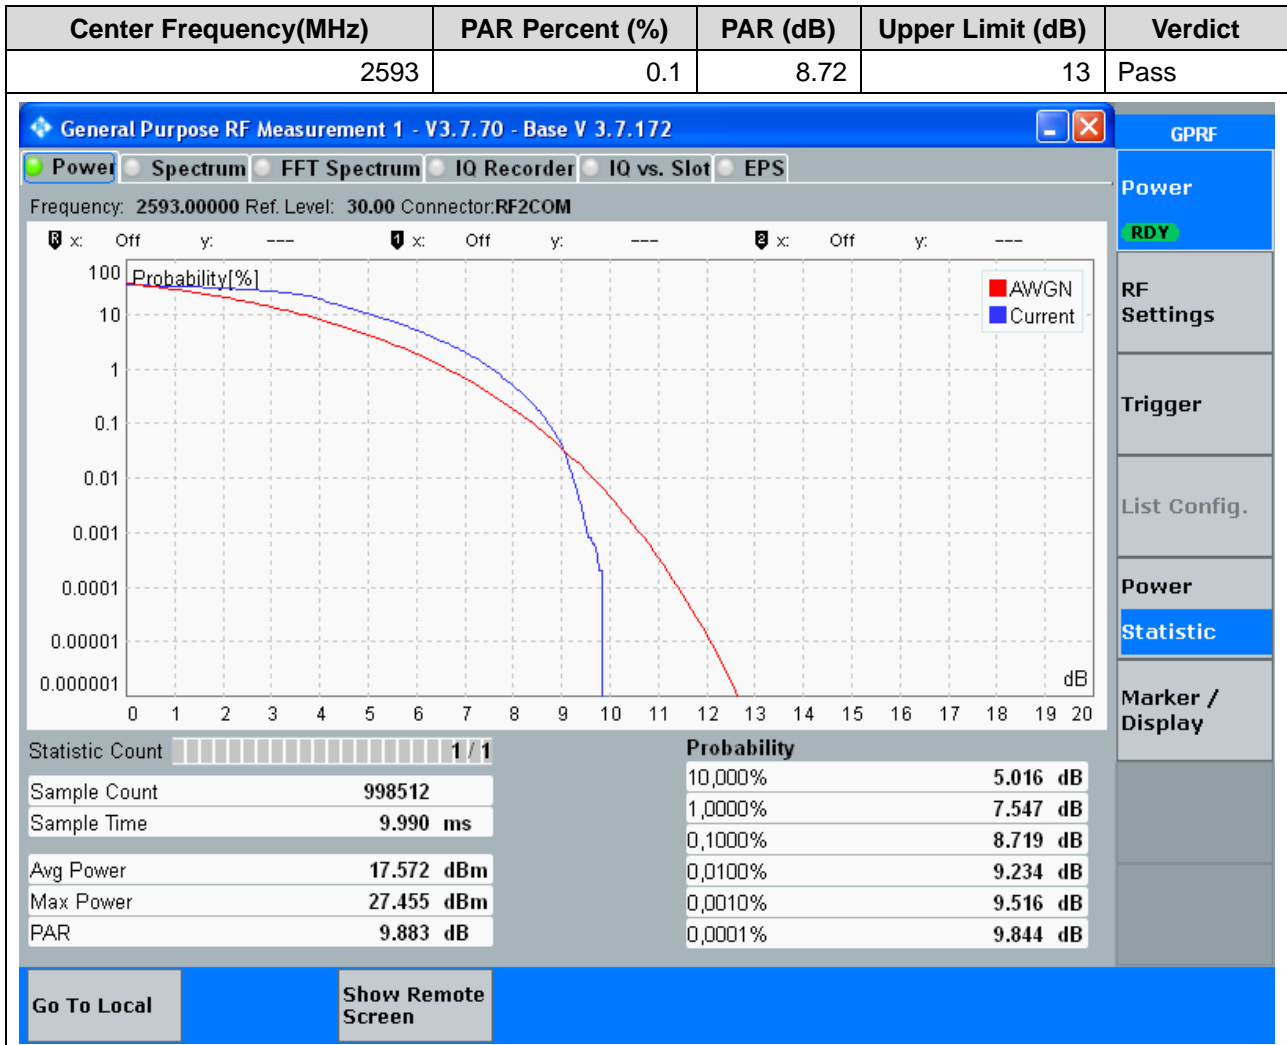 Center Frequency(MHz) PAR Percent (%) PAR (dB) Upper Limit (dB) Verdict
2593 0.1 8.72 13 Pass
General Purpose RF Measurement 1 - V3.7.70 - Base V 3.7.172
GPRF
Power Spectrum FFT Spectrum IQ Recorder IQ vs. Slot EPS
Power
RDY
Frequency: 2593.00000 Ref. Level: 30.00 Connector:RF2COM
R x: Off y: --- 1 x: Off y: --- 2 x: Off y: ---
Probability[%]
100
10
1
0.1
0.01
0.001
0.0001
0.00001
0.000001
AWGN
Current
dB
0 1 2 3 4 5 6 7 8 9 10 11 12 13 14 15 16 17 18 19 20
RF
Settings
Trigger
List Config.
Power
Statistic
Marker /
Display
Statistic Count 1 / 1
Sample Count 998512
Sample Time 9.990 ms
Avg Power 17.572 dBm
Max Power 27.455 dBm
PAR 9.883 dB
Probability
10,000% 5.016 dB
1,0000% 7.547 dB
0,1000% 8.719 dB
0,0100% 9.234 dB
0,0010% 9.516 dB
0,0001% 9.844 dB
Go To Local
Show Remote
Screen